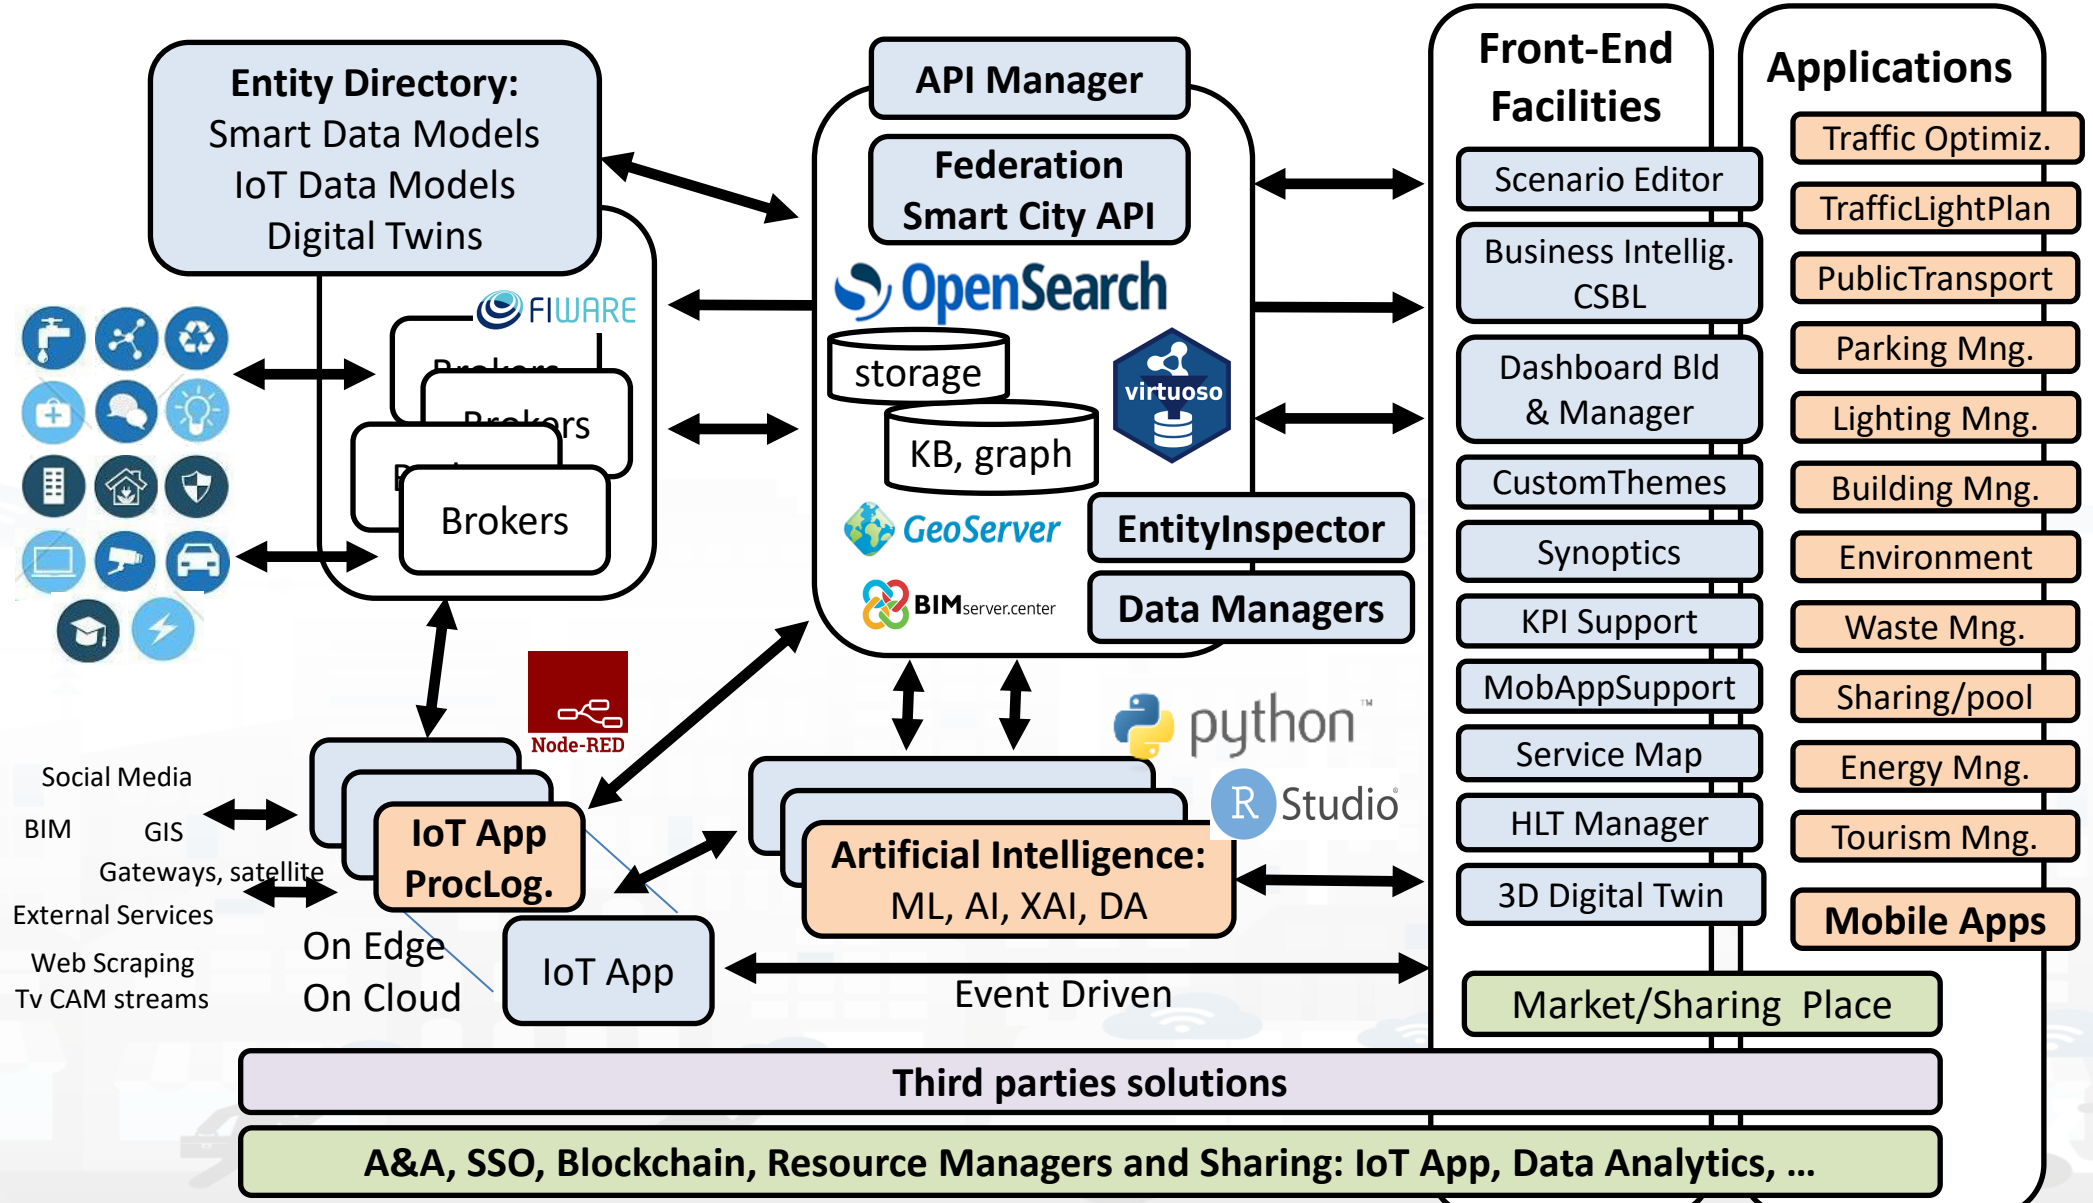 Entity Directory:
Smart Data Models
IoT Data Models
Digital Twins
FIWARE
Brokers
Brokers
Brokers
API Manager
Federation
Smart City API
OpenSearch
storage
virtuoso
KB, graph
GeoServer
EntityInspector
BIMserver.center
Data Managers
Node-RED
python™
R Studio
Social Media
BIM
GIS
Gateways, satellite
External Services
Web Scraping
Tv CAM streams
IoT App
ProcLog.
On Edge
On Cloud
IoT App
Artificial Intelligence:
ML, AI, XAI, DA
Event Driven
Front-End
Facilities
Scenario Editor
Business Intellig.
CSBL
Dashboard Bld
& Manager
CustomThemes
Synoptics
KPI Support
MobAppSupport
Service Map
HLT Manager
3D Digital Twin
Applications
Traffic Optimiz.
TrafficLightPlan
PublicTransport
Parking Mng.
Lighting Mng.
Building Mng.
Environment
Waste Mng.
Sharing/pool
Energy Mng.
Tourism Mng.
Mobile Apps
Market/Sharing Place
Third parties solutions
A&A, SSO, Blockchain, Resource Managers and Sharing: IoT App, Data Analytics, ...